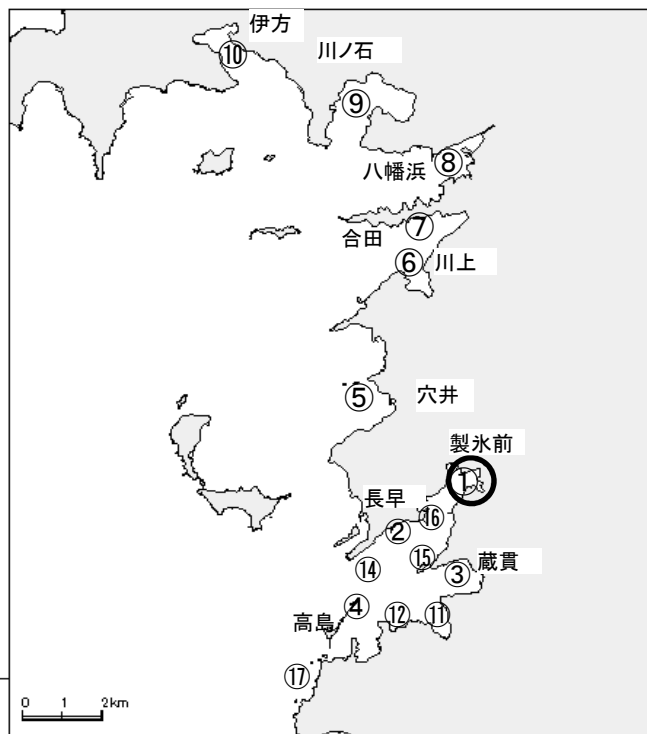 伊方
⑩
川ノ石
⑨
八幡浜
⑧
⑦
合田
⑥
川上
⑤
穴井
製氷前
①
長早
⑯
②
⑮
蔵貫
③
⑭
④
⑫
⑪
高島
⑰
0 1 2km